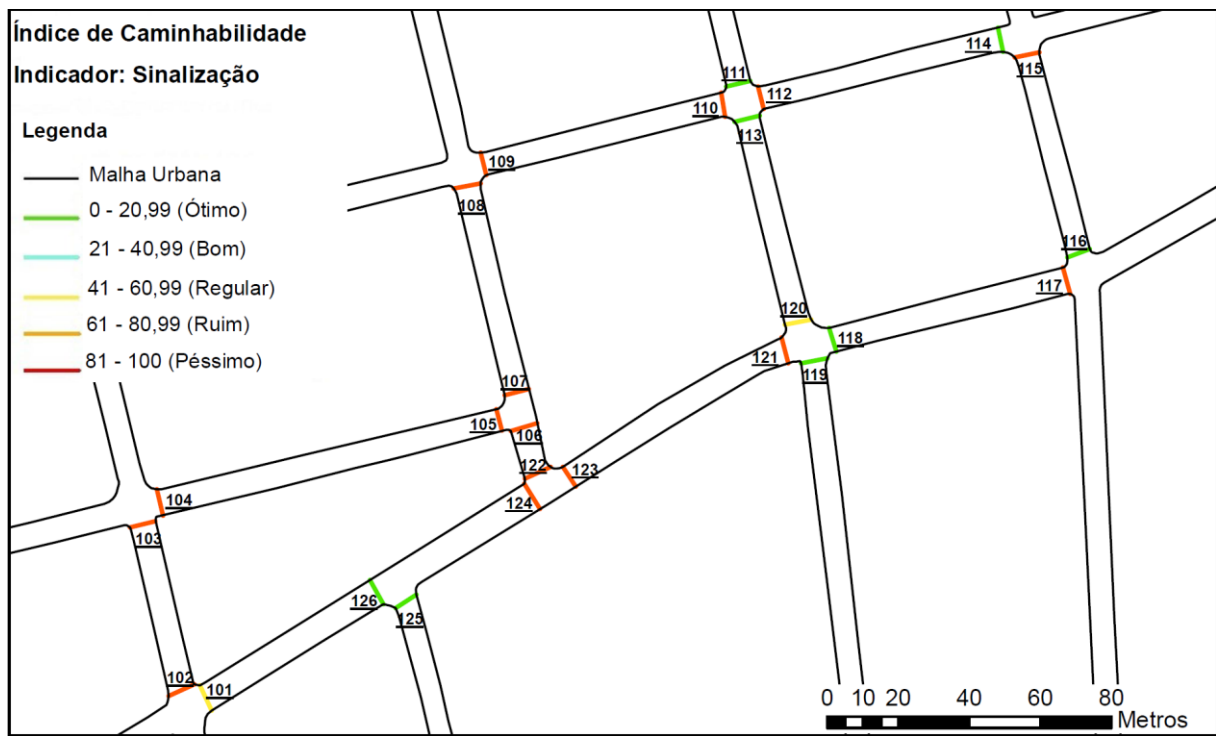 Índice de Caminhabilidade
Indicador: Sinalização
Legenda
Malha Urbana
0 - 20,99 (Ótimo)
21 - 40,99 (Bom)
41 - 60,99 (Regular)
61 - 80,99 (Ruim)
81 - 100 (Péssimo)
114
115
111
112
110
113
109
108
116
117
120
118
121
119
107
105
106
122
123
124
104
103
126
125
102
101
0 10 20 40 60 80
Metros